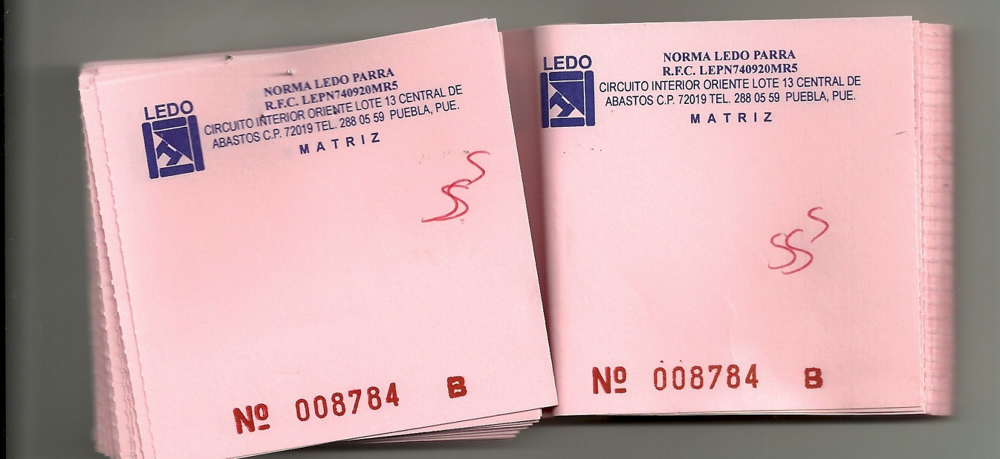 LEDO
NORMA LEDO PARRA
R.F.C. LEPN740920MR5
CIRCUITO INTERIOR ORIENTE LOTE 13 CENTRAL DE
ABASTOS C.P. 72019 TEL. 288 05 59 PUEBLA, PUE.
MATRIZ
SSS
Nº 008784 B
LEDO
NORMA LEDO PARRA
R.F.C. LEPN740920MR5
CIRCUITO INTERIOR ORIENTE LOTE 13 CENTRAL DE
ABASTOS C.P. 72019 TEL. 288 05 59 PUEBLA, PUE.
MATRIZ
SSS
Nº 008784 B